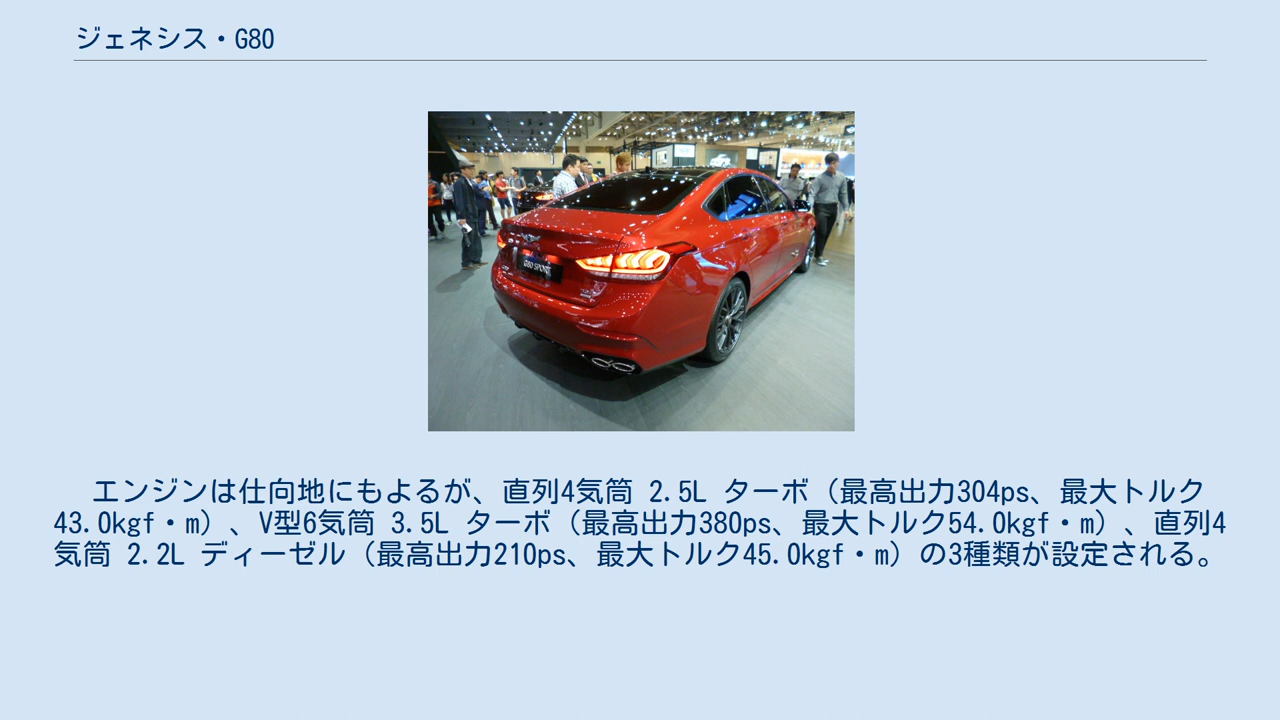 ジェネシス・G80
G80 SPORT
エンジンは仕向地にもよるが、直列4気筒 2.5L ターボ（最高出力304ps、最大トルク
43.0kgf・m）、V型6気筒 3.5L ターボ（最高出力380ps、最大トルク54.0kgf・m）、直列4
気筒 2.2L ディーゼル（最高出力210ps、最大トルク45.0kgf・m）の3種類が設定される。